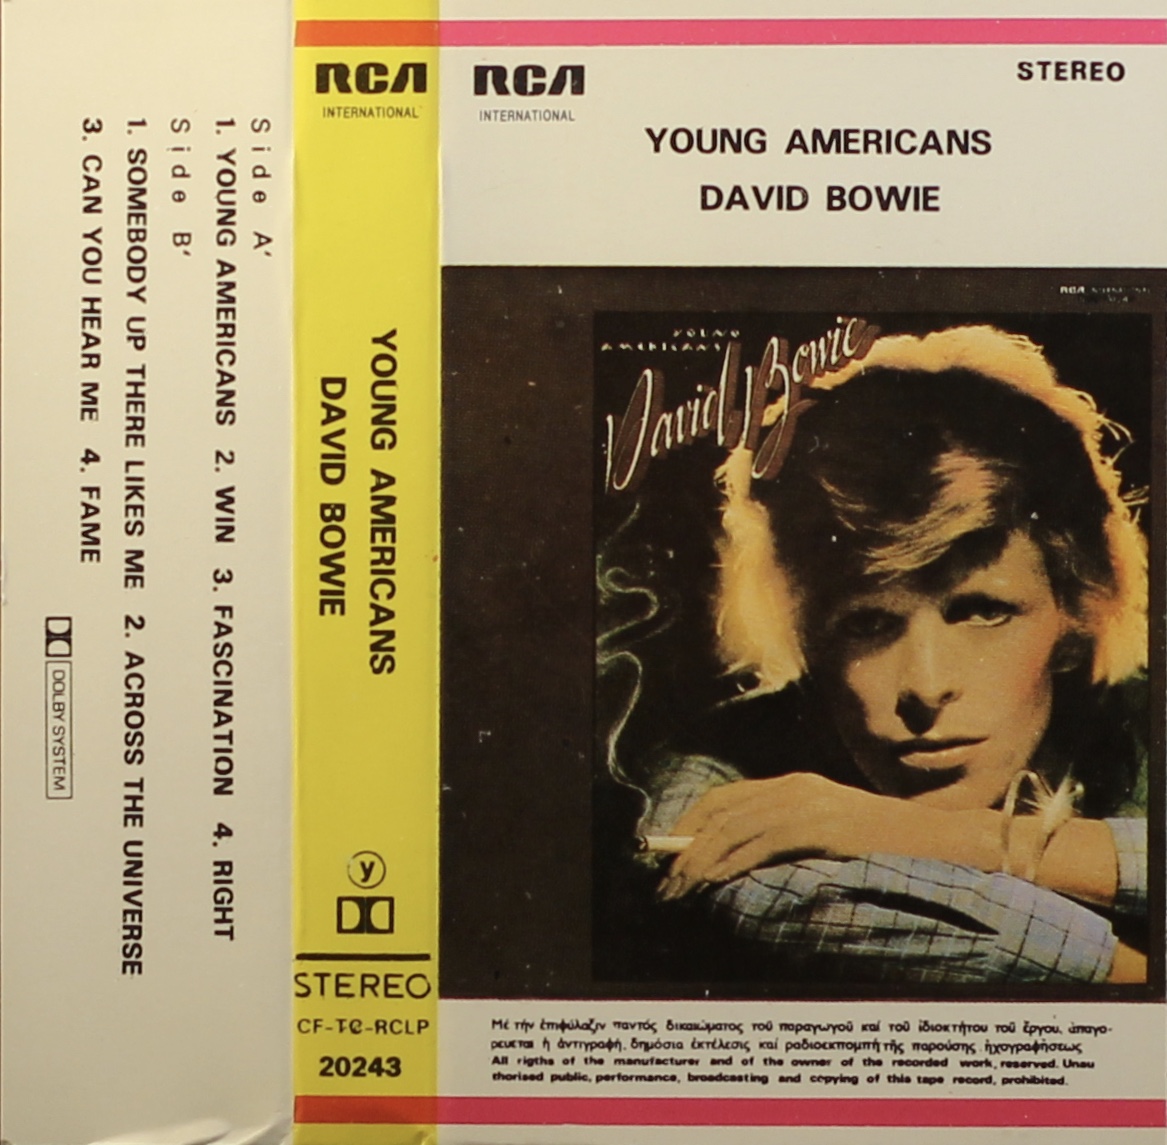 Side A'
1. YOUNG AMERICANS 2. WIN 3. FASCINATION 4. RIGHT
Side B'
1. SOMEBODY UP THERE LIKES ME 2. ACROSS THE UNIVERSE
3. CAN YOU HEAR ME 4. FAME
DOLBY SYSTEM
RCA
INTERNATIONAL
YOUNG AMERICANS
DAVID BOWIE
y
STEREO
CF-TC-RCLP
20243
RCA
INTERNATIONAL
STEREO
YOUNG AMERICANS
DAVID BOWIE
RCA
YOUNG
AMERICANS
David Bowie
Μέ τήν ἐπιφύλαξιν παντός δικαιώματος τοῦ παραγωγοῦ καί τοῦ ἰδιοκτήτου τοῦ ἔργου, ἀπαγο-
ρευεται ἡ ἀντιγραφή, δημόσια ἐκτέλεσις καί ραδιοεκπομπή τῆς παρούσης ἠχογραφήσεως
All rigths of the manufacturer and of the owner of the recorded work, reserved. Unau
thorised public, performance, broadcasting and copying of this tape record, prohibited.